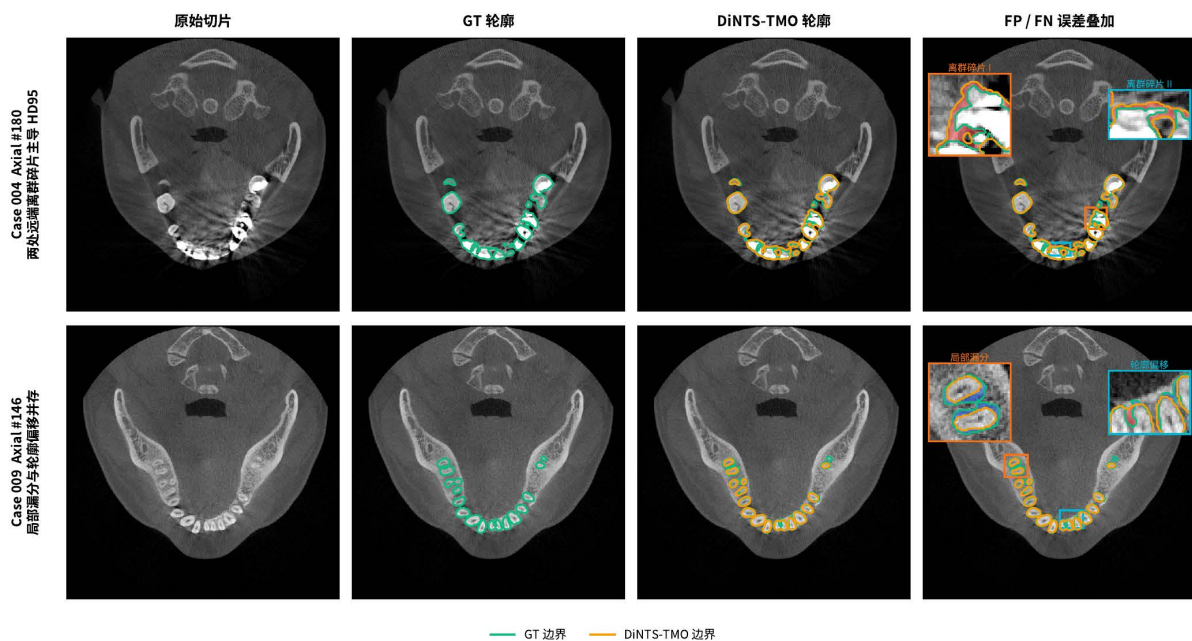 原始切片
GT 轮廓
DiNTS-TMO 轮廓
FP / FN 误差叠加
Case 004 Axial #180
两处远端离群碎片主导 HD95
离群碎片 I
离群碎片 II
Case 009 Axial #146
局部漏分与轮廓偏移并存
局部漏分
轮廓偏移
GT 边界
DiNTS-TMO 边界